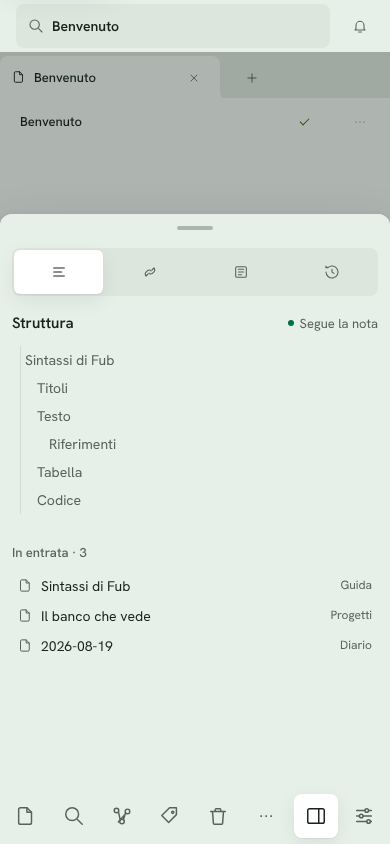 Benvenuto
Benvenuto
Benvenuto
Struttura
Segue la nota
Sintassi di Fub
Titoli
Testo
Riferimenti
Tabella
Codice
In entrata · 3
Sintassi di Fub Guida
Il banco che vede Progetti
2026-08-19 Diario